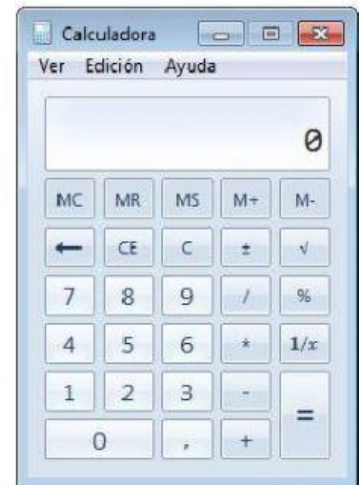 Calculadora
Ver Edición Ayuda
0
MC MR MS M+ M-
← CE C ± √
7 8 9 / %
4 5 6 * 1/x
1 2 3 - =
0 , +